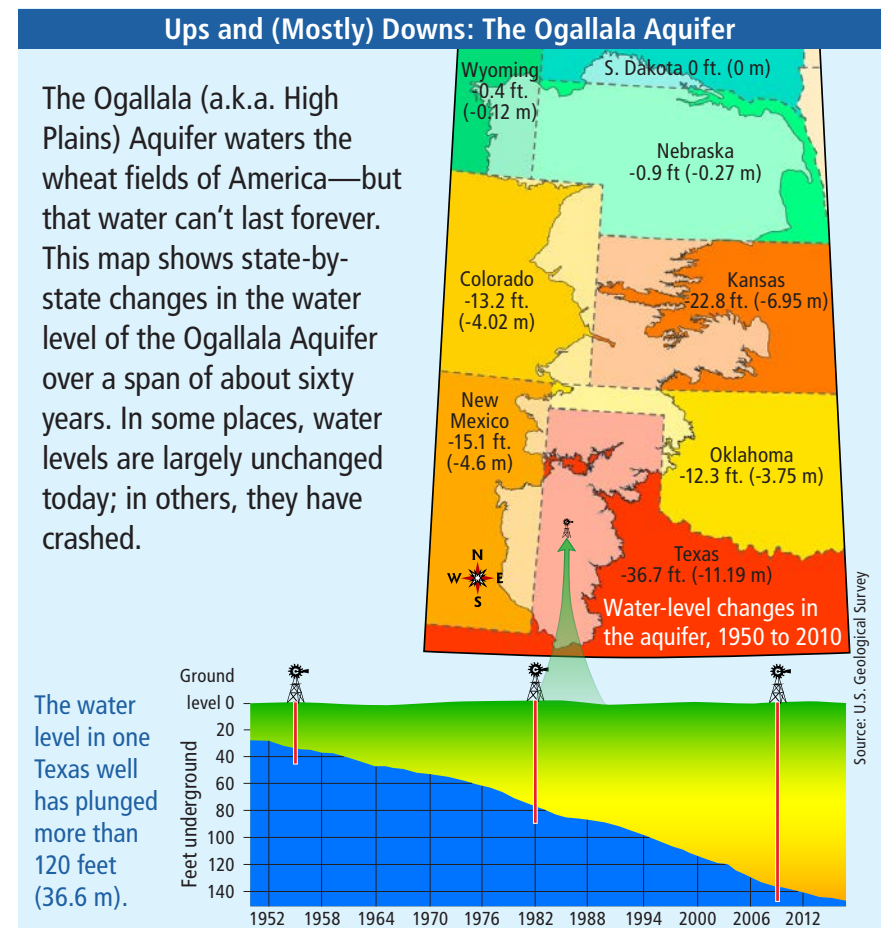 Ups and (Mostly) Downs: The Ogallala Aquifer
The Ogallala (a.k.a. High
Plains) Aquifer waters the
wheat fields of America—but
that water can't last forever.
This map shows state-by-
state changes in the water
level of the Ogallala Aquifer
over a span of about sixty
years. In some places, water
levels are largely unchanged
today; in others, they have
crashed.
Wyoming
-0.4 ft.
(-0.12 m)
S. Dakota 0 ft. (0 m)
Nebraska
-0.9 ft (-0.27 m)
Colorado
-13.2 ft.
(-4.02 m)
Kansas
-22.8 ft. (-6.95 m)
New
Mexico
-15.1 ft.
(-4.6 m)
Oklahoma
-12.3 ft. (-3.75 m)
Texas
-36.7 ft. (-11.19 m)
N
W E
S
Water-level changes in
the aquifer, 1950 to 2010
Source: U.S. Geological Survey
The water
level in one
Texas well
has plunged
more than
120 feet
(36.6 m).
Ground
level 0
20
40
60
80
100
120
140
Feet underground
1952 1958 1964 1970 1976 1982 1988 1994 2000 2006 2012